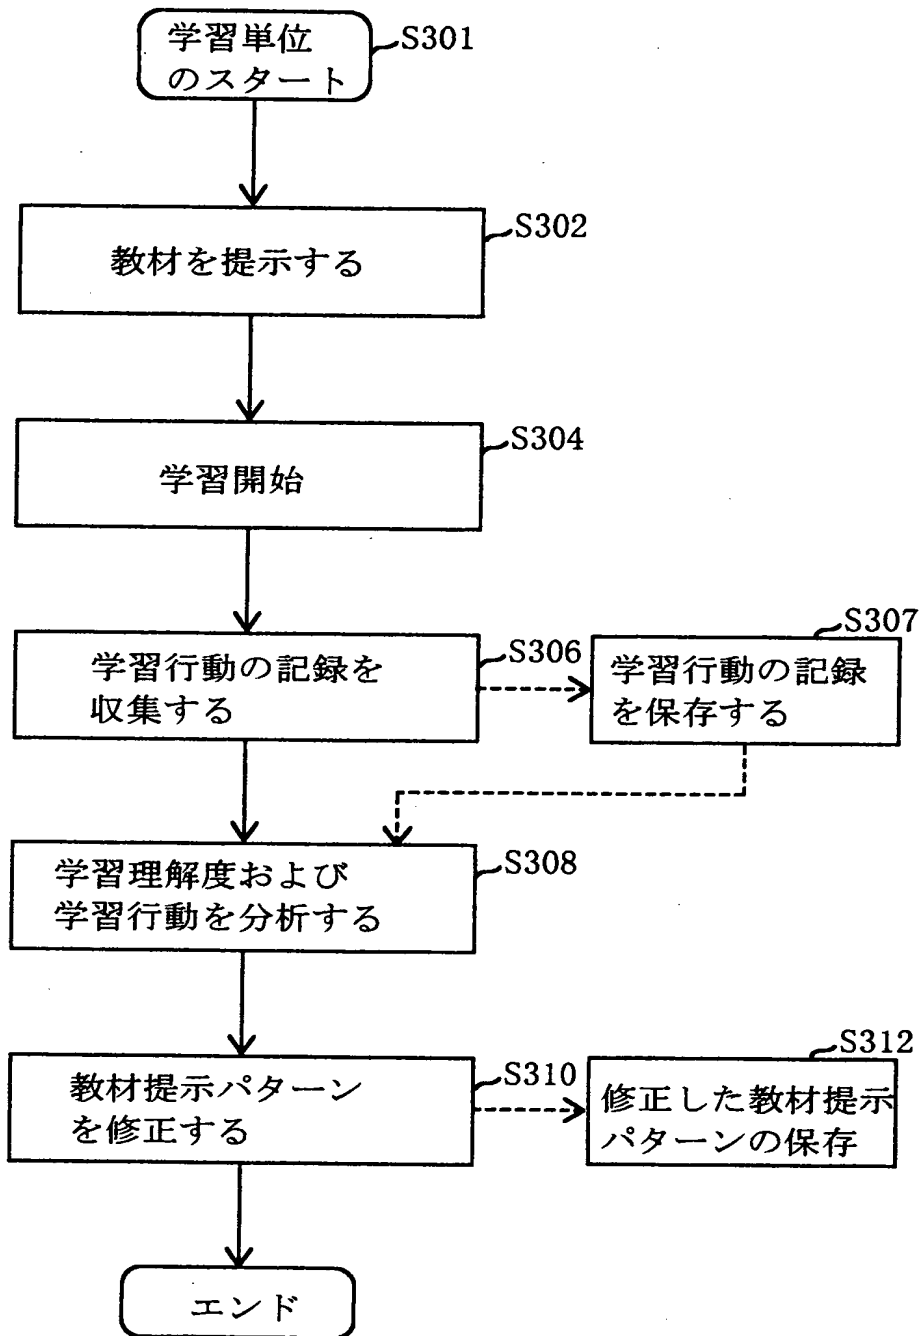 学習単位
のスタート
S301
教材を提示する
S302
学習開始
S304
学習行動の記録を
収集する
S306
学習行動の記録
を保存する
S307
学習理解度および
学習行動を分析する
S308
教材提示パターン
を修正する
S310
修正した教材提示
パターンの保存
S312
エンド